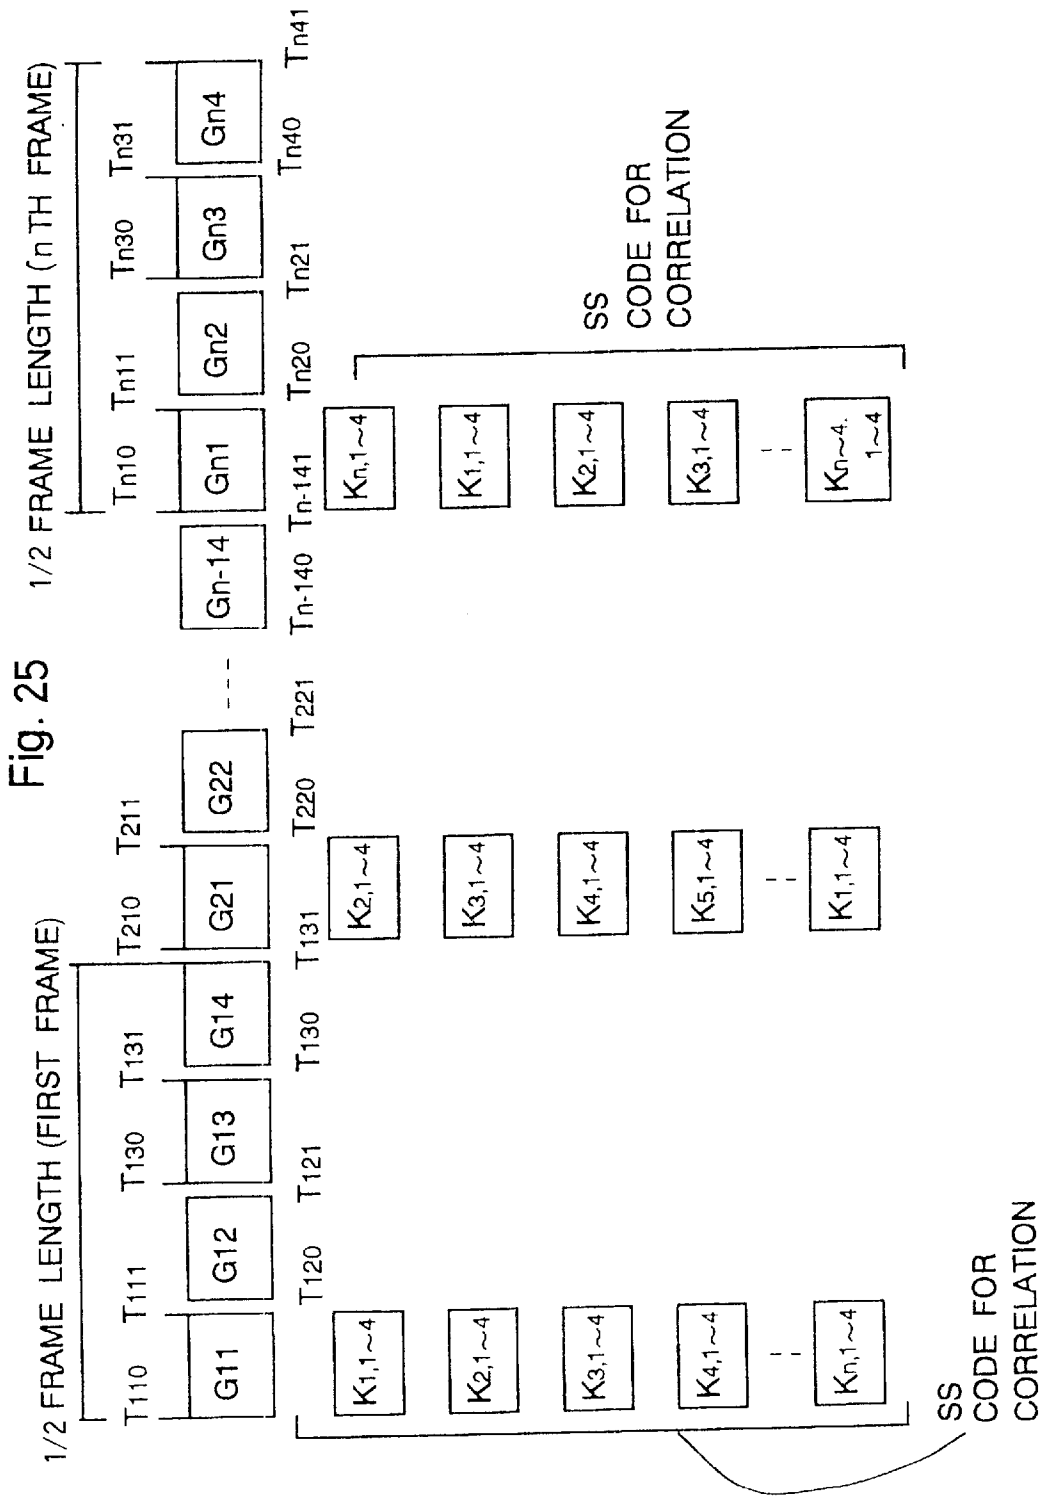 Fig. 25
1/2 FRAME LENGTH (FIRST FRAME)
1/2 FRAME LENGTH (n TH FRAME)
T110 T111 T130 T131 T210 T211 Tn10 Tn11 Tn30 Tn31
G11 G12 G13 G14 G21 G22 --- Gn-14 Gn1 Gn2 Gn3 Gn4
T120 T121 T130 T131 T220 T221 Tn-140 Tn-141 Tn20 Tn21 Tn40 Tn41
K1,1~4 K2,1~4 Kn,1~4
K2,1~4 K3,1~4 K1,1~4
K3,1~4 K4,1~4 K2,1~4
K4,1~4 K5,1~4 K3,1~4
-- -- --
Kn,1~4 K1,1~4 Kn~4.
1~4
SS
CODE FOR
CORRELATION
SS
CODE FOR
CORRELATION